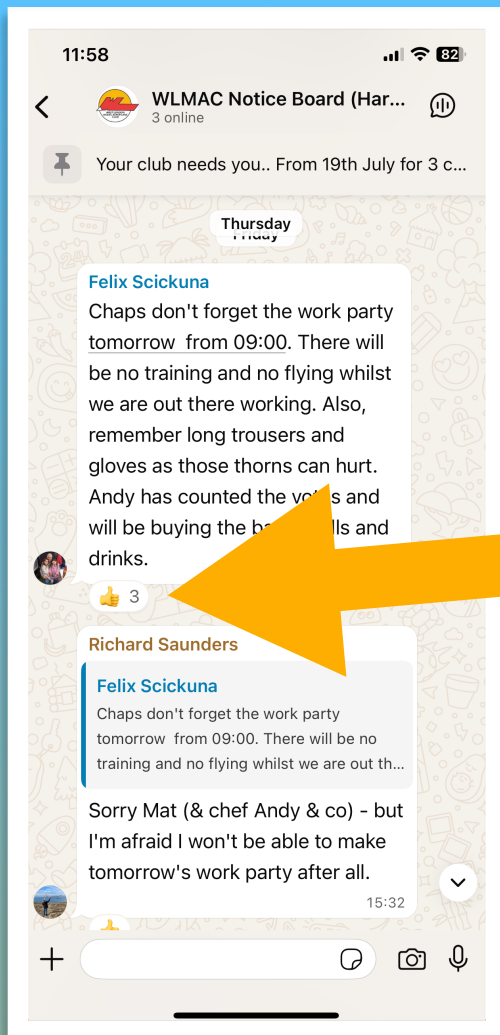 11:58
82
WLMAC Notice Board (Har...
3 online
Your club needs you.. From 19th July for 3 c...
Thursday
Friday
Felix Scickuna
Chaps don't forget the work party
tomorrow from 09:00. There will
be no training and no flying whilst
we are out there working. Also,
remember long trousers and
gloves as those thorns can hurt.
Andy has counted the and
will be buying the and
drinks.
3
Richard Saunders
Felix Scickuna
Chaps don't forget the work party
tomorrow from 09:00. There will be no
training and no flying whilst we are out th...
Sorry Mat (& chef Andy & co) - but
I'm afraid I won't be able to make
tomorrow's work party after all.
15:32